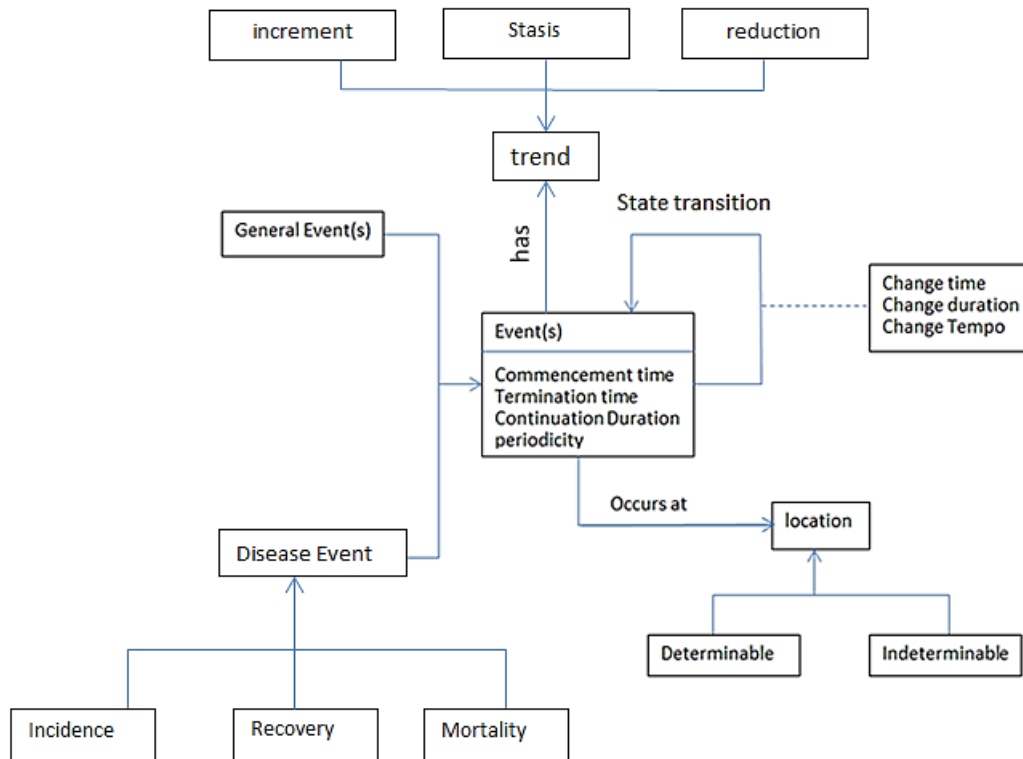 increment
Stasis
reduction
trend
State transition
General Event(s)
has
Change time
Change duration
Change Tempo
Event(s)
Commencement time
Termination time
Continuation Duration
periodicity
Occurs at
location
Disease Event
Determinable
Indeterminable
Incidence
Recovery
Mortality